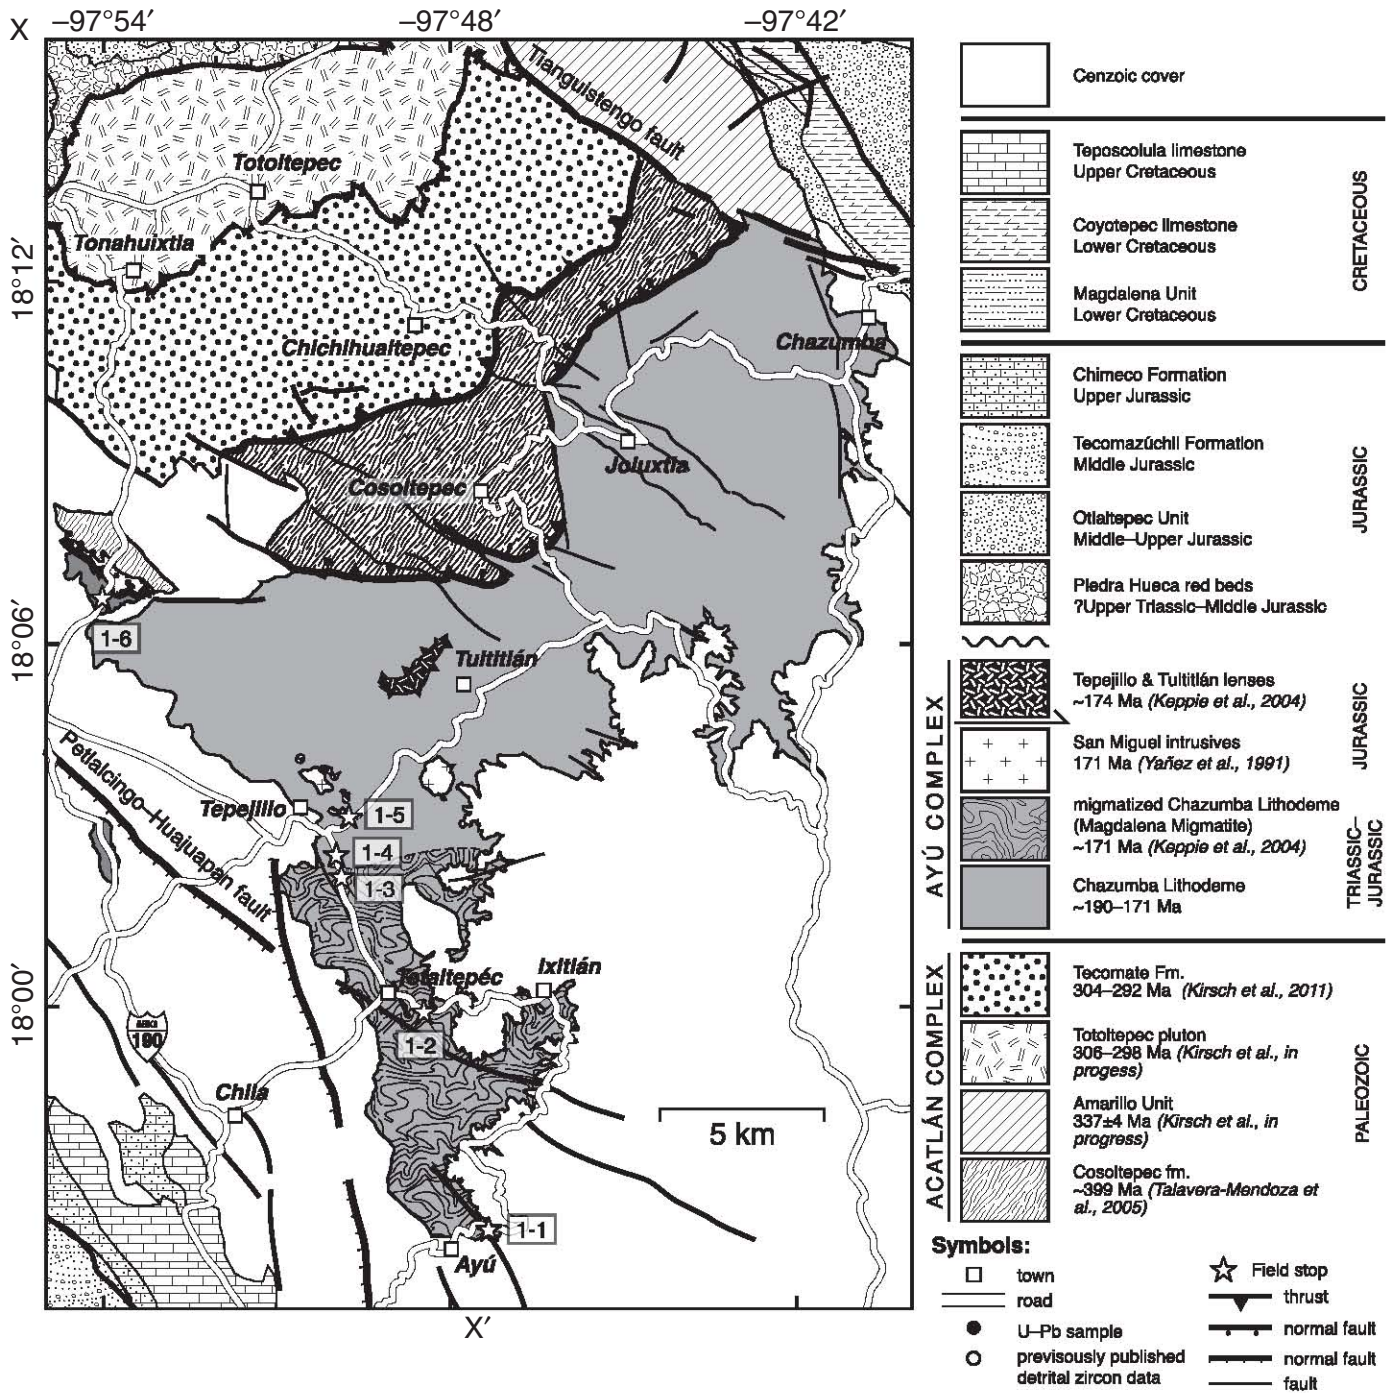 X
–97°54′
–97°48′
–97°42′
18°12′
18°06′
18°00′
Tianguistengo fault
Totoltepec
Tonahuixtla
Chichihualtepec
Chazumba
Joluxtla
Cosoltepec
1-6
Tultitlán
Petlalcingo–Huajuapan fault
Tepejillo
1-5
1-4
1-3
Ixitlán
1-2
190
Chila
5 km
1-1
Ayú
X′
Cenzoic cover
Teposcolula limestone
Upper Cretaceous
Coyotepec limestone
Lower Cretaceous
Magdalena Unit
Lower Cretaceous
CRETACEOUS
Chimeco Formation
Upper Jurassic
Tecomazúchil Formation
Middle Jurassic
Otlaltepec Unit
Middle–Upper Jurassic
Piedra Hueca red beds
?Upper Triassic–Middle Jurassic
JURASSIC
AYÚ COMPLEX
Tepejillo & Tultitlán lenses
~174 Ma (Keppie et al., 2004)
San Miguel intrusives
171 Ma (Yañez et al., 1991)
JURASSIC
migmatized Chazumba Lithodeme
(Magdalena Migmatite)
~171 Ma (Keppie et al., 2004)
Chazumba Lithodeme
~190–171 Ma
TRIASSIC–
JURASSIC
ACATLÁN COMPLEX
Tecomate Fm.
304–292 Ma (Kirsch et al., 2011)
Totoltepec pluton
306–298 Ma (Kirsch et al., in
progess)
Amarillo Unit
337±4 Ma (Kirsch et al., in
progress)
Cosoltepec fm.
~399 Ma (Talavera-Mendoza et
al., 2005)
PALEOZOIC
Symbols:
town
road
U–Pb sample
previsously published
detrital zircon data
Field stop
thrust
normal fault
normal fault
fault